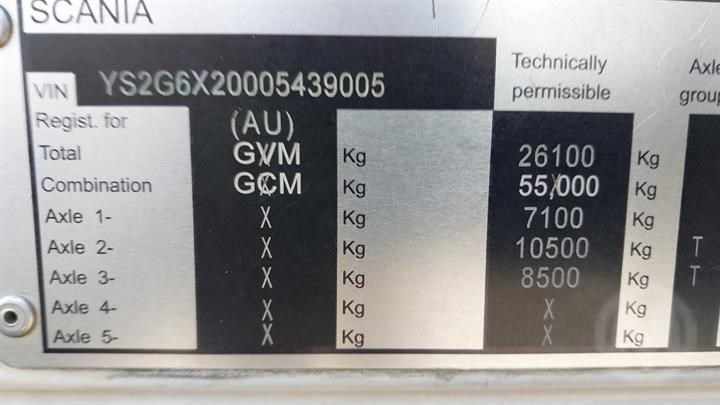 SCANIA
VIN YS2G6X20005439005
Technically permissible
Axle group
Regist. for (AU)
Total GVM Kg 26100 Kg
Combination GCM Kg 55,000 Kg
Axle 1- X Kg 7100 Kg
Axle 2- X Kg 10500 Kg T
Axle 3- X Kg 8500 Kg T
Axle 4- X Kg X Kg
Axle 5- X Kg X Kg